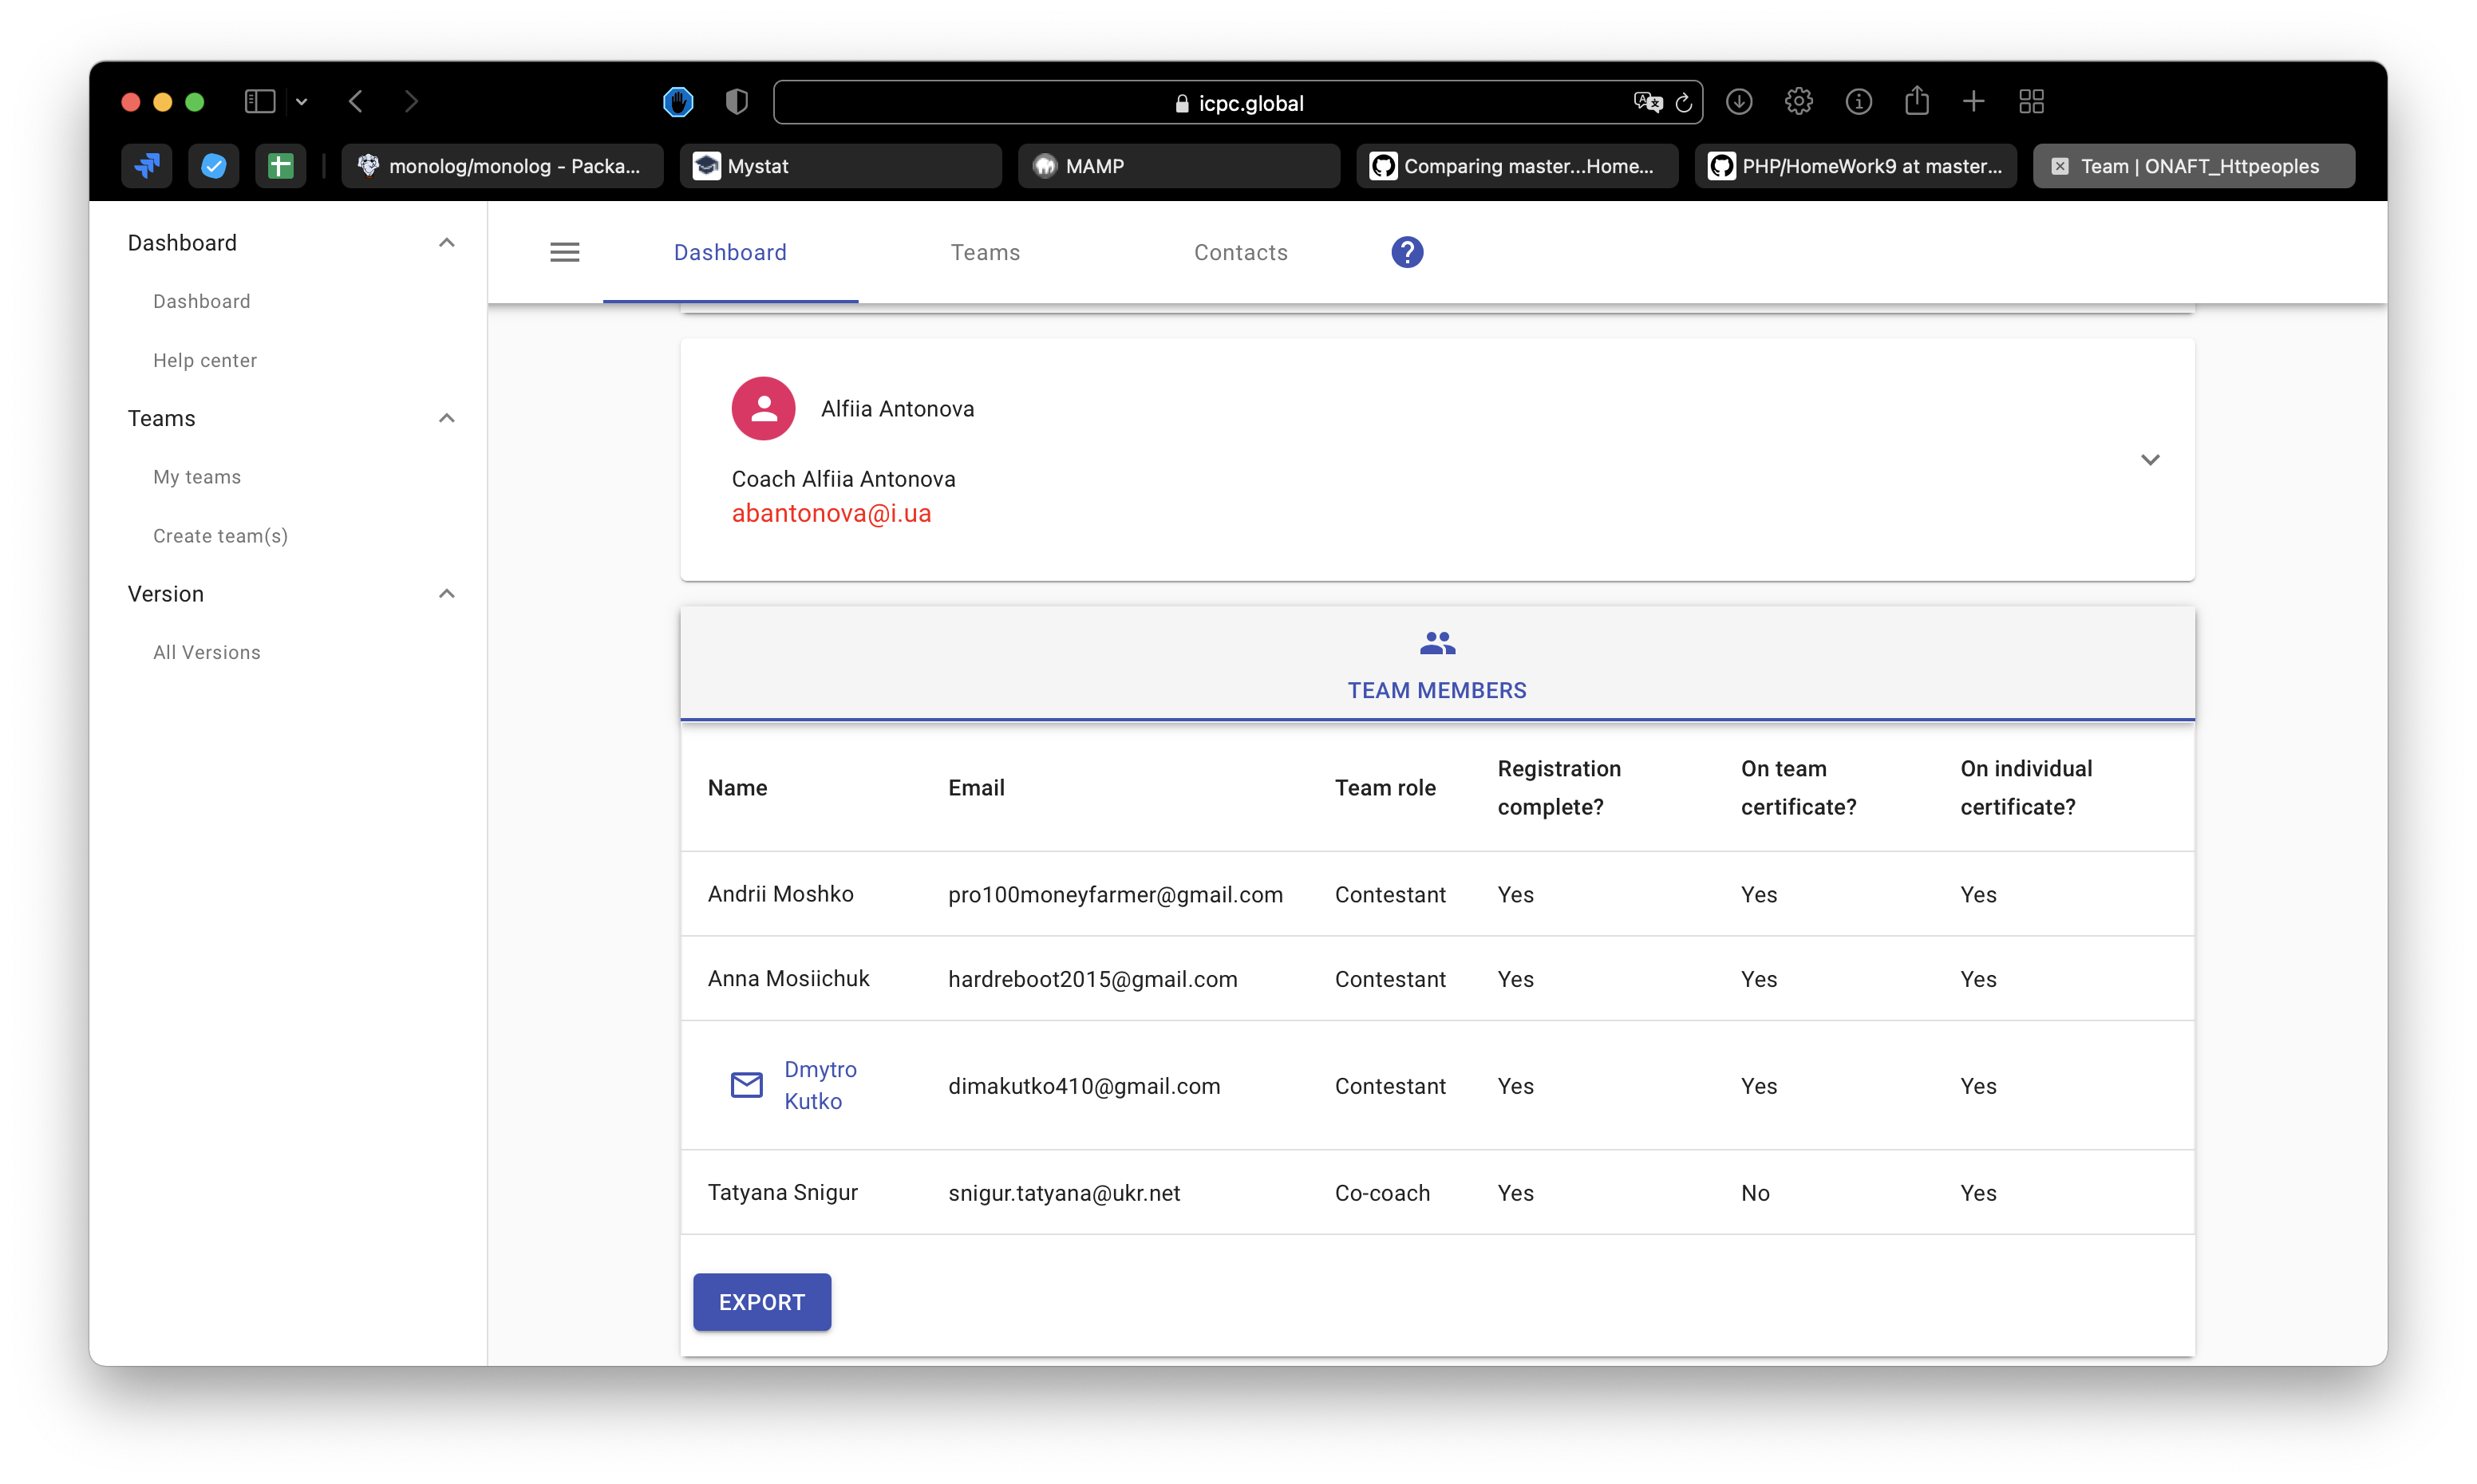 icpc.global
monolog/monolog - Packa...
Mystat
MAMP
Comparing master...Home...
PHP/HomeWork9 at master...
Team | ONAFT_Httpeoples
Dashboard
Dashboard
Help center
Teams
My teams
Create team(s)
Version
All Versions
Dashboard Teams Contacts ?
Alfiia Antonova
Coach Alfiia Antonova
abantonova@i.ua
TEAM MEMBERS
Name Email Team role Registration complete? On team certificate? On individual certificate?
Andrii Moshko pro100moneyfarmer@gmail.com Contestant Yes Yes Yes
Anna Mosiichuk hardreboot2015@gmail.com Contestant Yes Yes Yes
Dmytro Kutko dimakutko410@gmail.com Contestant Yes Yes Yes
Tatyana Snigur snigur.tatyana@ukr.net Co-coach Yes No Yes
EXPORT